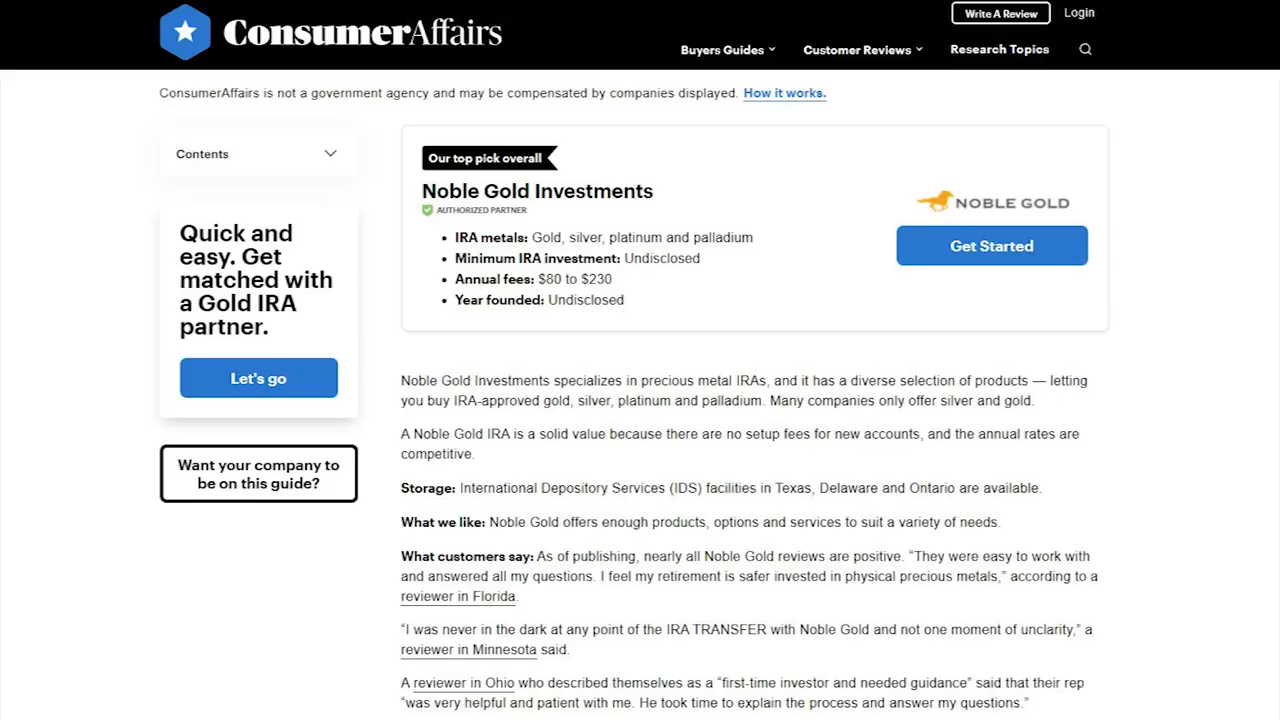 ConsumerAffairs
Write A Review
Login
Buyers Guides
Customer Reviews
Research Topics
ConsumerAffairs is not a government agency and may be compensated by companies displayed. How it works.
Contents
Quick and
easy. Get
matched with
a Gold IRA
partner.
Let's go
Want your company to
be on this guide?
Our top pick overall
Noble Gold Investments
AUTHORIZED PARTNER
• IRA metals: Gold, silver, platinum and palladium
• Minimum IRA investment: Undisclosed
• Annual fees: $80 to $230
• Year founded: Undisclosed
NOBLE GOLD
Get Started
Noble Gold Investments specializes in precious metal IRAs, and it has a diverse selection of products — letting
you buy IRA-approved gold, silver, platinum and palladium. Many companies only offer silver and gold.
A Noble Gold IRA is a solid value because there are no setup fees for new accounts, and the annual rates are
competitive.
Storage: International Depository Services (IDS) facilities in Texas, Delaware and Ontario are available.
What we like: Noble Gold offers enough products, options and services to suit a variety of needs.
What customers say: As of publishing, nearly all Noble Gold reviews are positive. “They were easy to work with
and answered all my questions. I feel my retirement is safer invested in physical precious metals,” according to a
reviewer in Florida.
“I was never in the dark at any point of the IRA TRANSFER with Noble Gold and not one moment of unclarity,” a
reviewer in Minnesota said.
A reviewer in Ohio who described themselves as a “first-time investor and needed guidance” said that their rep
“was very helpful and patient with me. He took time to explain the process and answer my questions.”